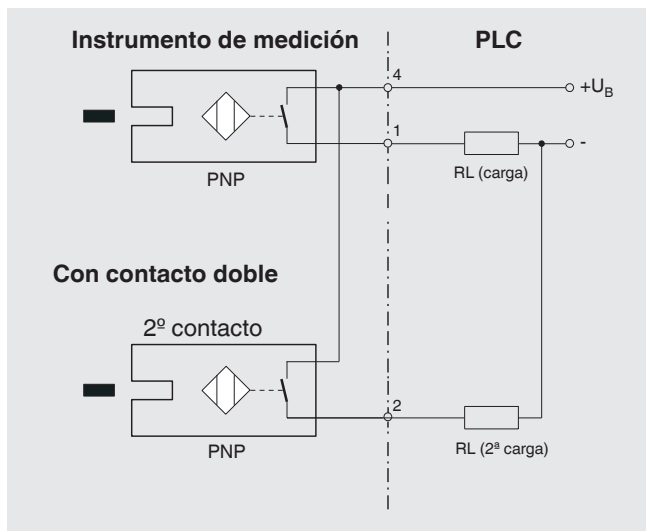 Instrumento de medición
PLC
4
+UB
1
-
PNP
RL (carga)
Con contacto doble
2º contacto
2
PNP
RL (2ª carga)